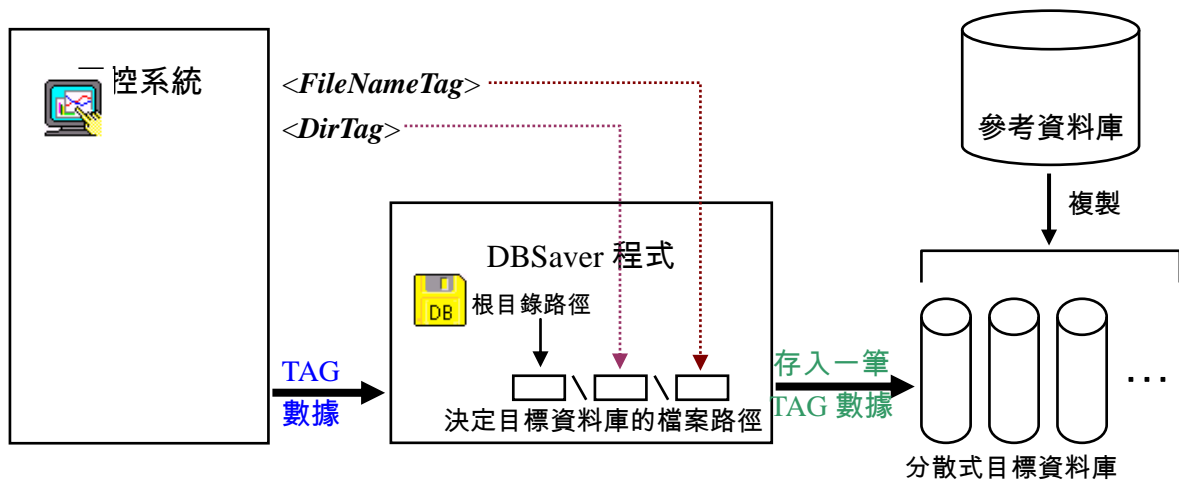 控系統
<FileNameTag>
<DirTag>
參考資料庫
複製
DBSaver 程式
DB
根目錄路徑
\ \
決定目標資料庫的檔案路徑
TAG
數據
存入一筆
TAG 數據
...
分散式目標資料庫